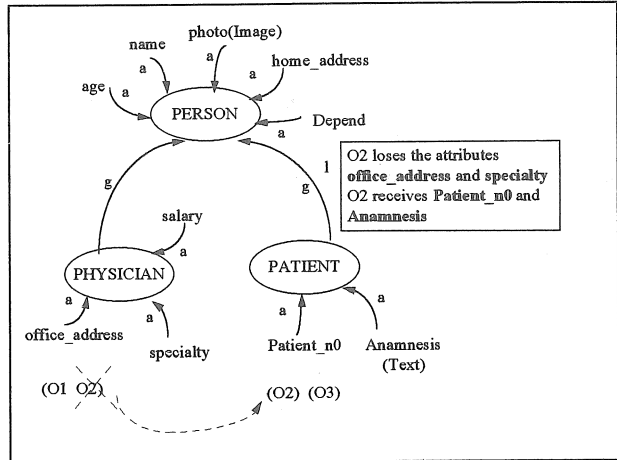 photo(Image)
name
a
a
a
home_address
age
a
PERSON
a
Depend
l
O2 loses the attributes
office_address and specialty
O2 receives Patient_n0 and
Anamnesis
g
g
salary
a
PHYSICIAN
PATIENT
a
a
a
a
office_address
specialty
Patient_n0
Anamnesis
(Text)
(O1 O2)
(O2) (O3)